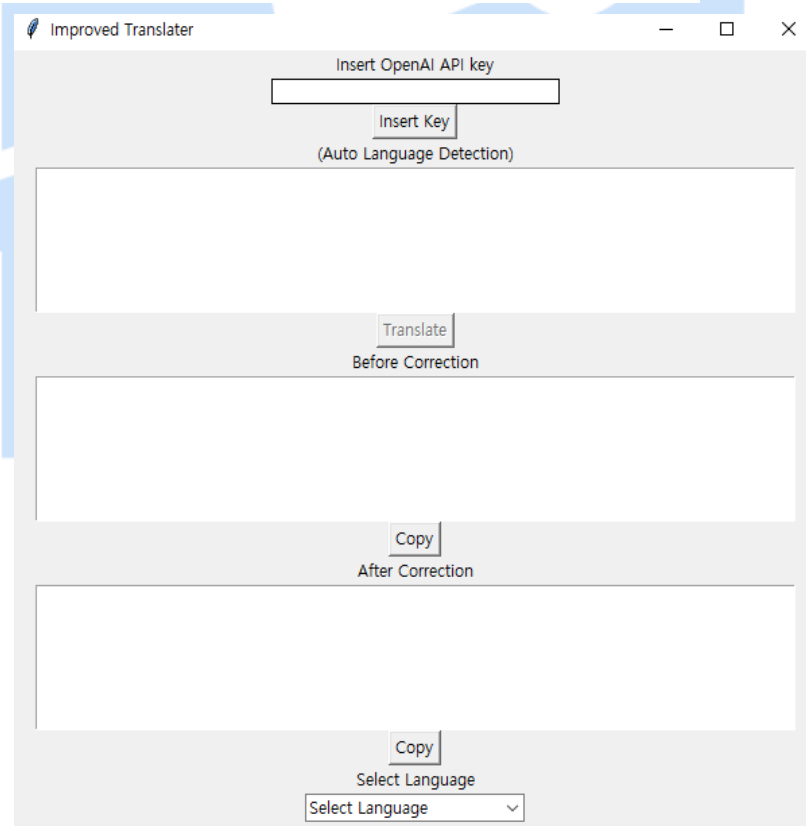 Improved Translater
Insert OpenAI API key
Insert Key
(Auto Language Detection)
Translate
Before Correction
Copy
After Correction
Copy
Select Language
Select Language